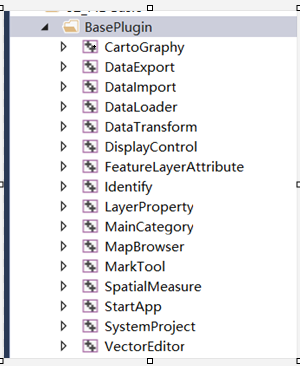 BasePlugin
CartoGraphy
DataExport
DataImport
DataLoader
DataTransform
DisplayControl
FeatureLayerAttribute
Identify
LayerProperty
MainCategory
MapBrowser
MarkTool
SpatialMeasure
StartApp
SystemProject
VectorEditor